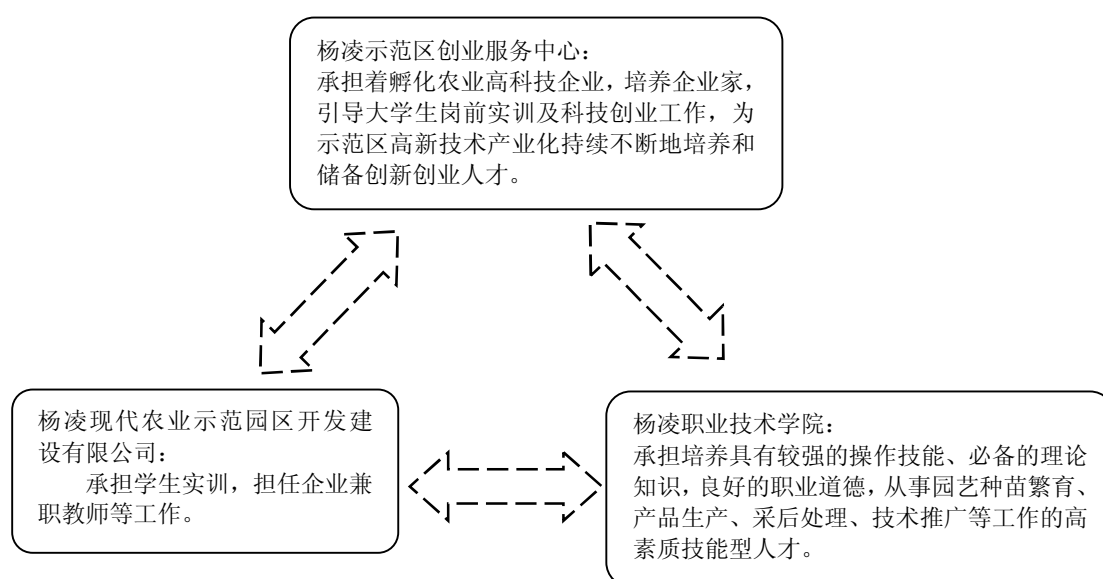 杨凌示范区创业服务中心：
承担着孵化农业高科技企业，培养企业家，
引导大学生岗前实训及科技创业工作，为
示范区高新技术产业化持续不断地培养和
储备创新创业人才。
杨凌现代农业示范园区开发建
设有限公司：
承担学生实训，担任企业兼
职教师等工作。
杨凌职业技术学院：
承担培养具有较强的操作技能、必备的理论
知识，良好的职业道德，从事园艺种苗繁育、
产品生产、采后处理、技术推广等工作的高
素质技能型人才。